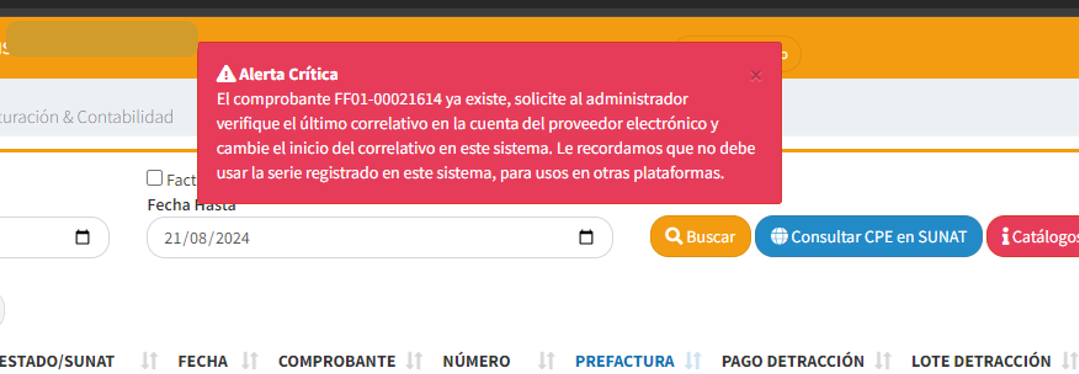 Alerta Crítica
×
El comprobante FF01-00021614 ya existe, solicite al administrador
verifique el último correlativo en la cuenta del proveedor electrónico y
cambie el inicio del correlativo en este sistema. Le recordamos que no debe
usar la serie registrado en este sistema, para usos en otras plataformas.
turación & Contabilidad
Fact
Fecha Hasta
21/08/2024
Buscar
Consultar CPE en SUNAT
Catálogos
ESTADO/SUNAT FECHA COMPROBANTE NÚMERO PREFACTURA PAGO DETRACCIÓN LOTE DETRACCIÓN